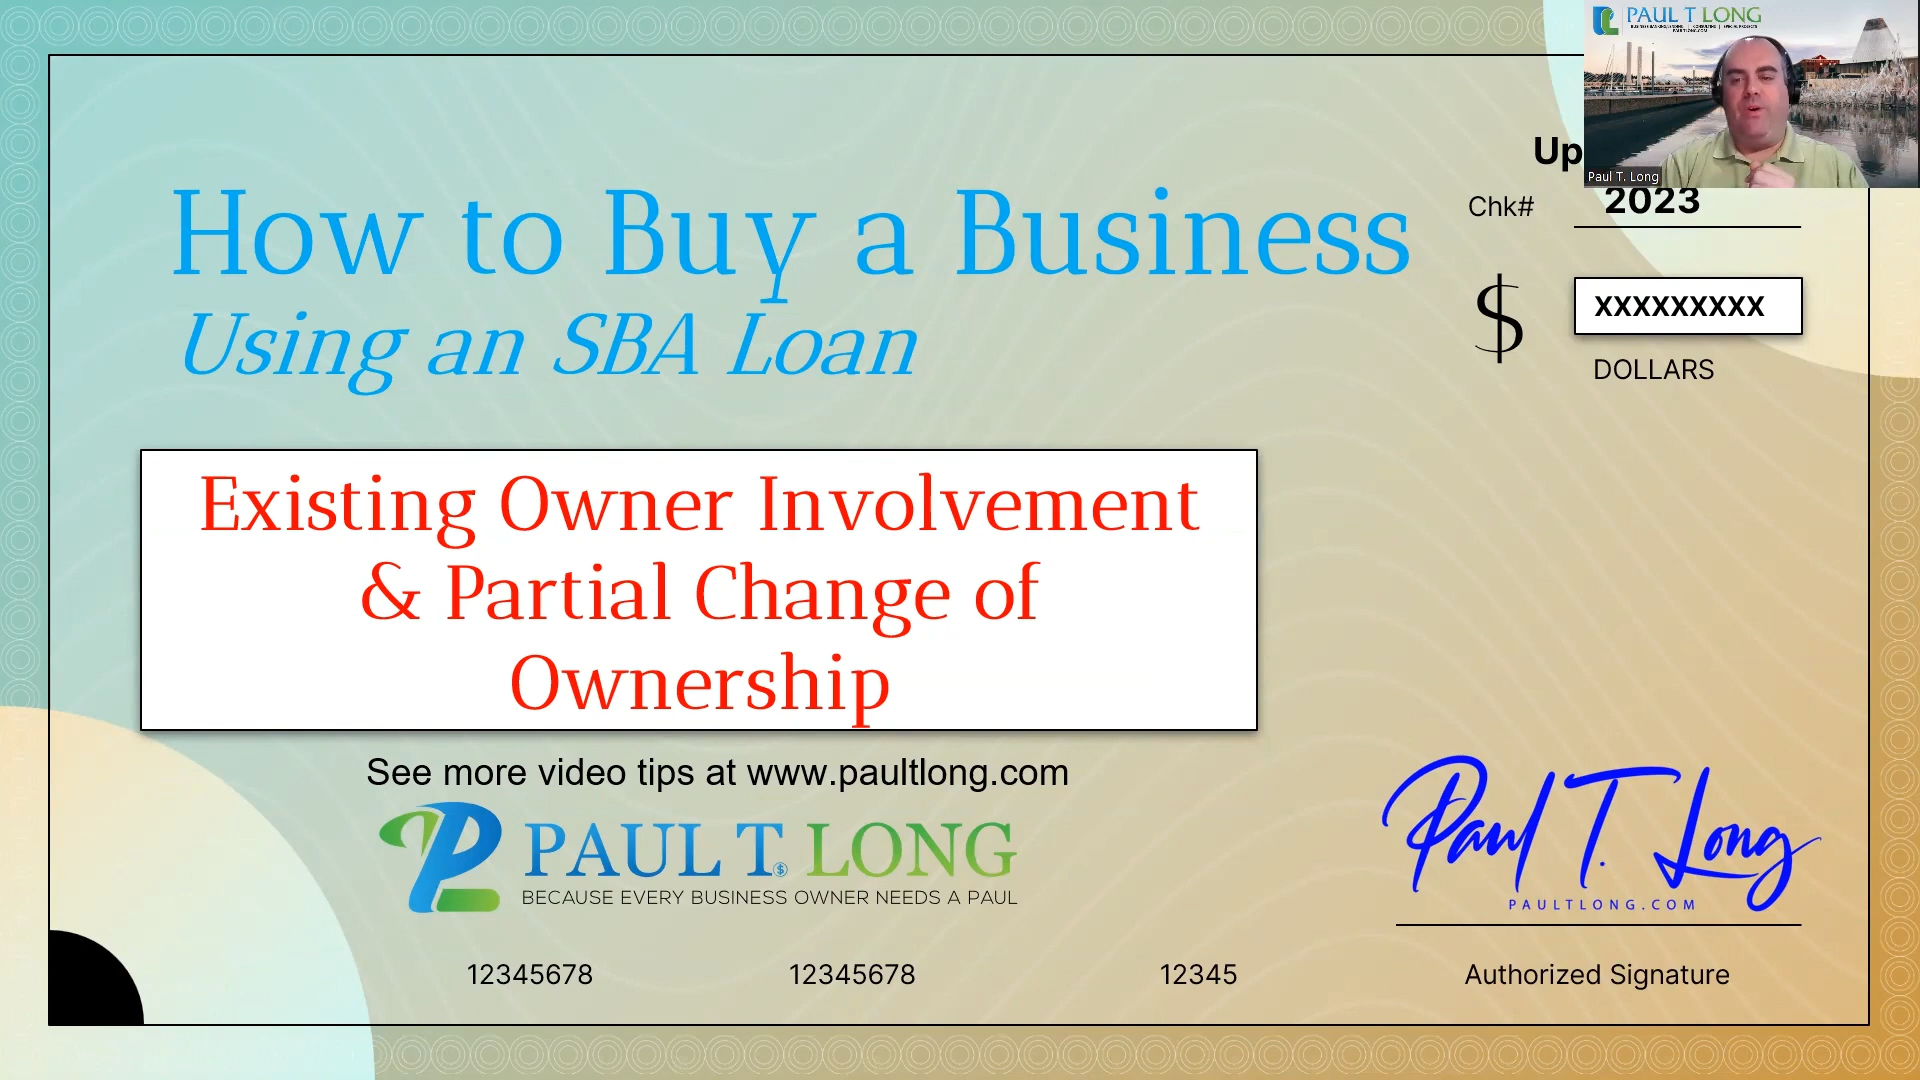 PAUL T LONG
PAULTLONG.COM
Paul T. Long
Up
Chk# 2023
How to Buy a Business
Using an SBA Loan
$ XXXXXXXXX
DOLLARS
Existing Owner Involvement
& Partial Change of
Ownership
See more video tips at www.paultlong.com
PAUL T. LONG
BECAUSE EVERY BUSINESS OWNER NEEDS A PAUL
Paul T. Long
PAULTLONG.COM
12345678 12345678 12345 Authorized Signature